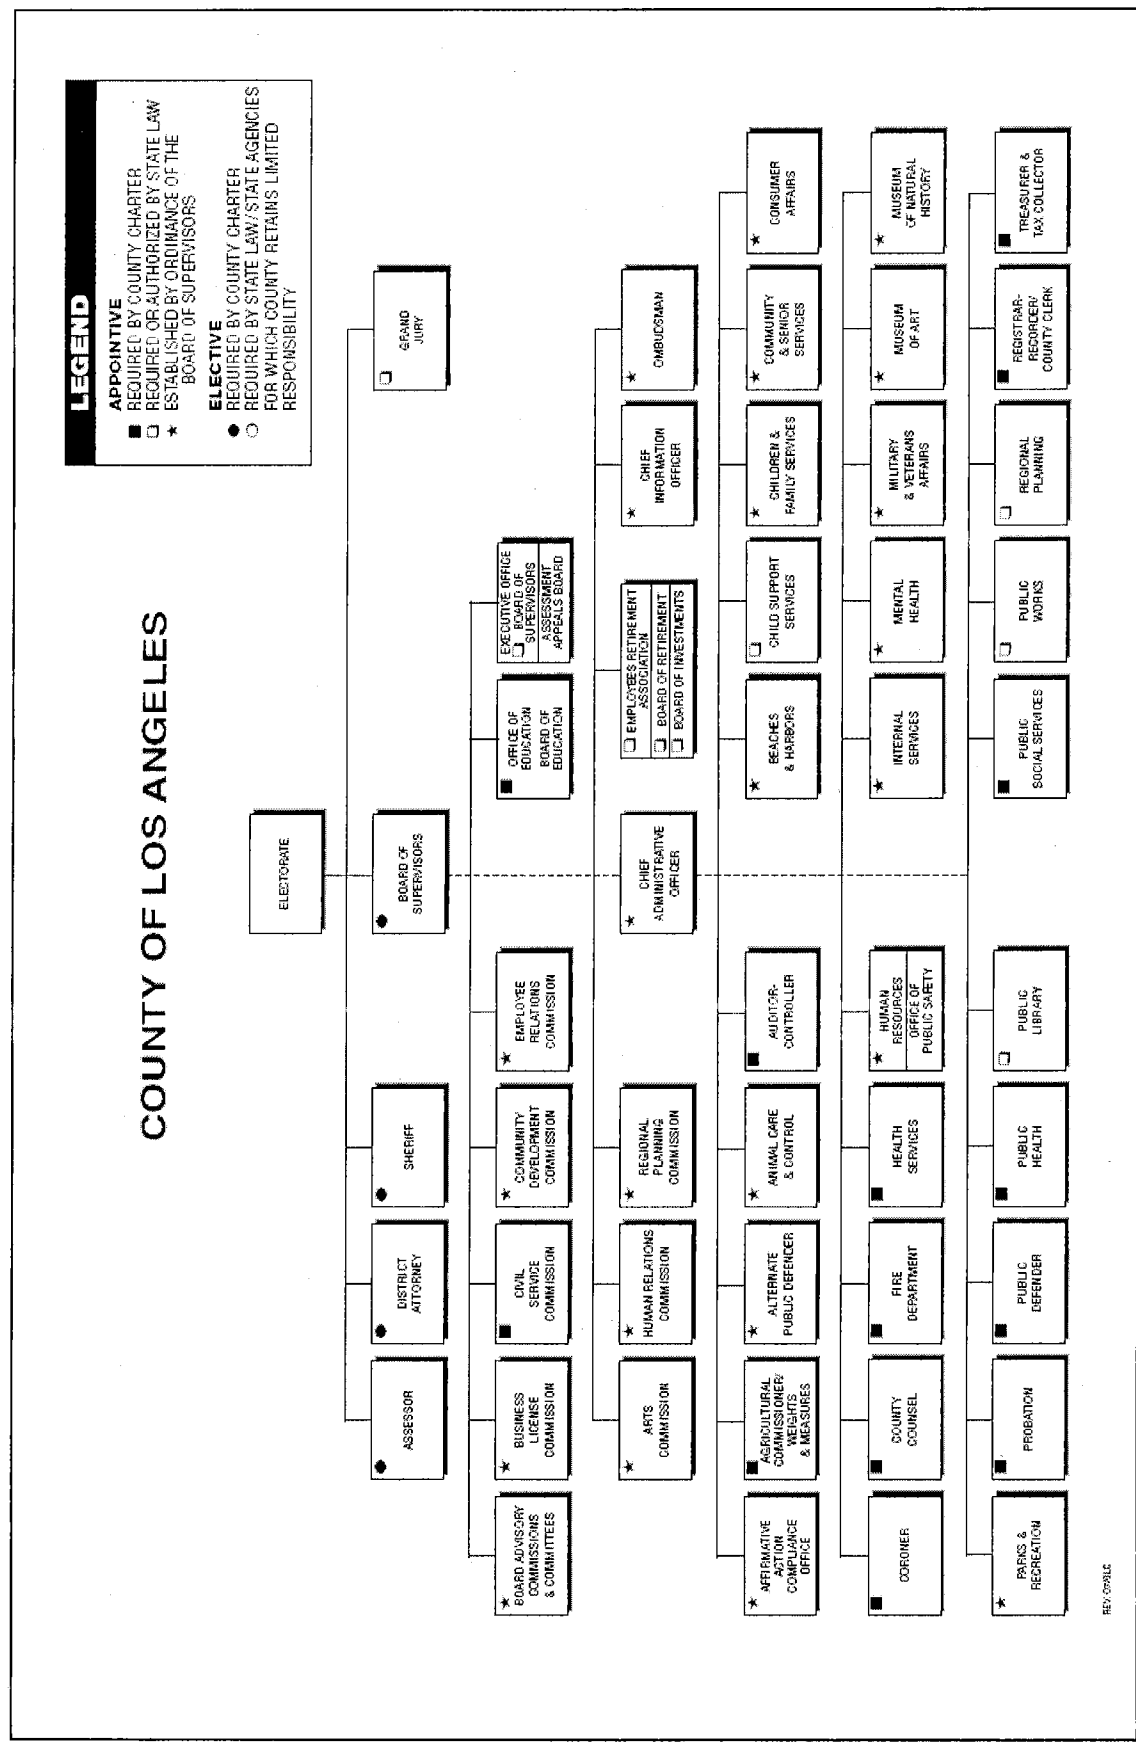 COUNTY OF LOS ANGELES
LEGEND
APPOINTIVE
■ REQUIRED BY COUNTY CHARTER
□ REQUIRED OR AUTHORIZED BY STATE LAW
★ ESTABLISHED BY ORDINANCE OF THE
BOARD OF SUPERVISORS
ELECTIVE
● REQUIRED BY COUNTY CHARTER
○ REQUIRED BY STATE LAW/STATE AGENCIES
FOR WHICH COUNTY RETAINS LIMITED
RESPONSIBILITY
ELECTORATE
● ASSESSOR
● DISTRICT
ATTORNEY
● SHERIFF
● BOARD OF
SUPERVISORS
□ GRAND
JURY
★ BOARD ADVISORY
COMMISSIONS
& COMMITTEES
★ BUSINESS
LICENSE
COMMISSION
■ CIVIL
SERVICE
COMMISSION
★ COMMUNITY
DEVELOPMENT
COMMISSION
★ EMPLOYEE
RELATIONS
COMMISSION
■ OFFICE OF
EDUCATION
BOARD OF
EDUCATION
EXECUTIVE OFFICE
□ BOARD OF
SUPERVISORS
ASSESSMENT
APPEALS BOARD
★ ARTS
COMMISSION
★ HUMAN RELATIONS
COMMISSION
★ REGIONAL
PLANNING
COMMISSION
★ CHIEF
ADMINISTRATIVE
OFFICER
□ EMPLOYEES RETIREMENT
ASSOCIATION
□ BOARD OF RETIREMENT
□ BOARD OF INVESTMENTS
★ CHIEF
INFORMATION
OFFICER
★ OMBUDSMAN
★ AFFIRMATIVE
ACTION
COMPLIANCE
OFFICE
■ AGRICULTURAL
COMMISSIONER/
WEIGHTS
& MEASURES
★ ALTERNATE
PUBLIC DEFENDER
★ ANIMAL CARE
& CONTROL
■ AUDITOR-
CONTROLLER
★ BEACHES
& HARBORS
□ CHILD SUPPORT
SERVICES
★ CHILDREN &
FAMILY SERVICES
★ COMMUNITY
& SENIOR
SERVICES
★ CONSUMER
AFFAIRS
■ CORONER
■ COUNTY
COUNSEL
■ FIRE
DEPARTMENT
■ HEALTH
SERVICES
★ HUMAN
RESOURCES
OFFICE OF
PUBLIC SAFETY
★ INTERNAL
SERVICES
★ MENTAL
HEALTH
★ MILITARY
& VETERANS
AFFAIRS
★ MUSEUM
OF ART
★ MUSEUM
OF NATURAL
HISTORY
★ PARKS &
RECREATION
■ PROBATION
■ PUBLIC
DEFENDER
■ PUBLIC
HEALTH
□ PUBLIC
LIBRARY
■ PUBLIC
SOCIAL SERVICES
□ PUBLIC
WORKS
□ REGIONAL
PLANNING
■ REGISTRAR-
RECORDER/
COUNTY CLERK
■ TREASURER &
TAX COLLECTOR